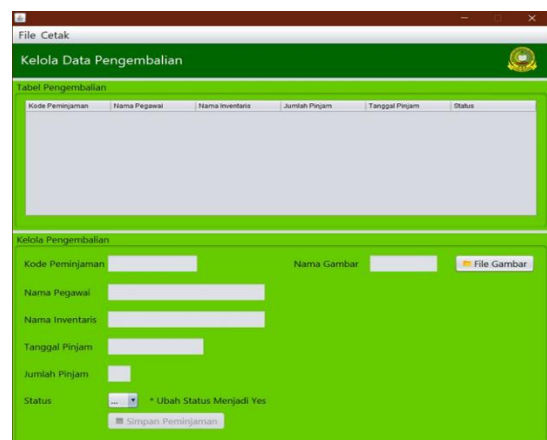 File Cetak
Kelola Data Pengembalian
Tabel Pengembalian
Kode Peminjaman Nama Pegawai Nama Inventaris Jumlah Pinjam Tanggal Pinjam Status
Kelola Pengembalian
Kode Peminjaman Nama Gambar File Gambar
Nama Pegawai
Nama Inventaris
Tanggal Pinjam
Jumlah Pinjam
Status ... * Ubah Status Menjadi Yes
Simpan Peminjaman